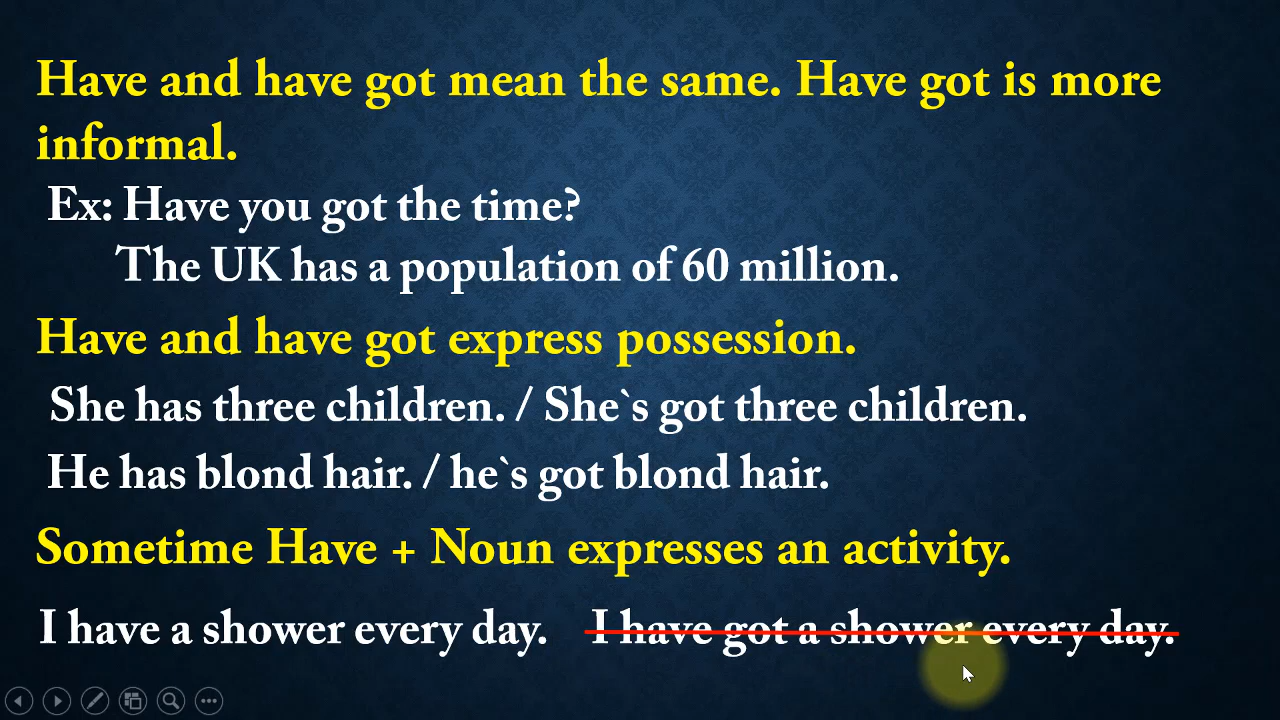 Have and have got mean the same. Have got is more
informal.
Ex: Have you got the time?
The UK has a population of 60 million.
Have and have got express possession.
She has three children. / She`s got three children.
He has blond hair. / he`s got blond hair.
Sometime Have + Noun expresses an activity.
I have a shower every day. I have got a shower every day.